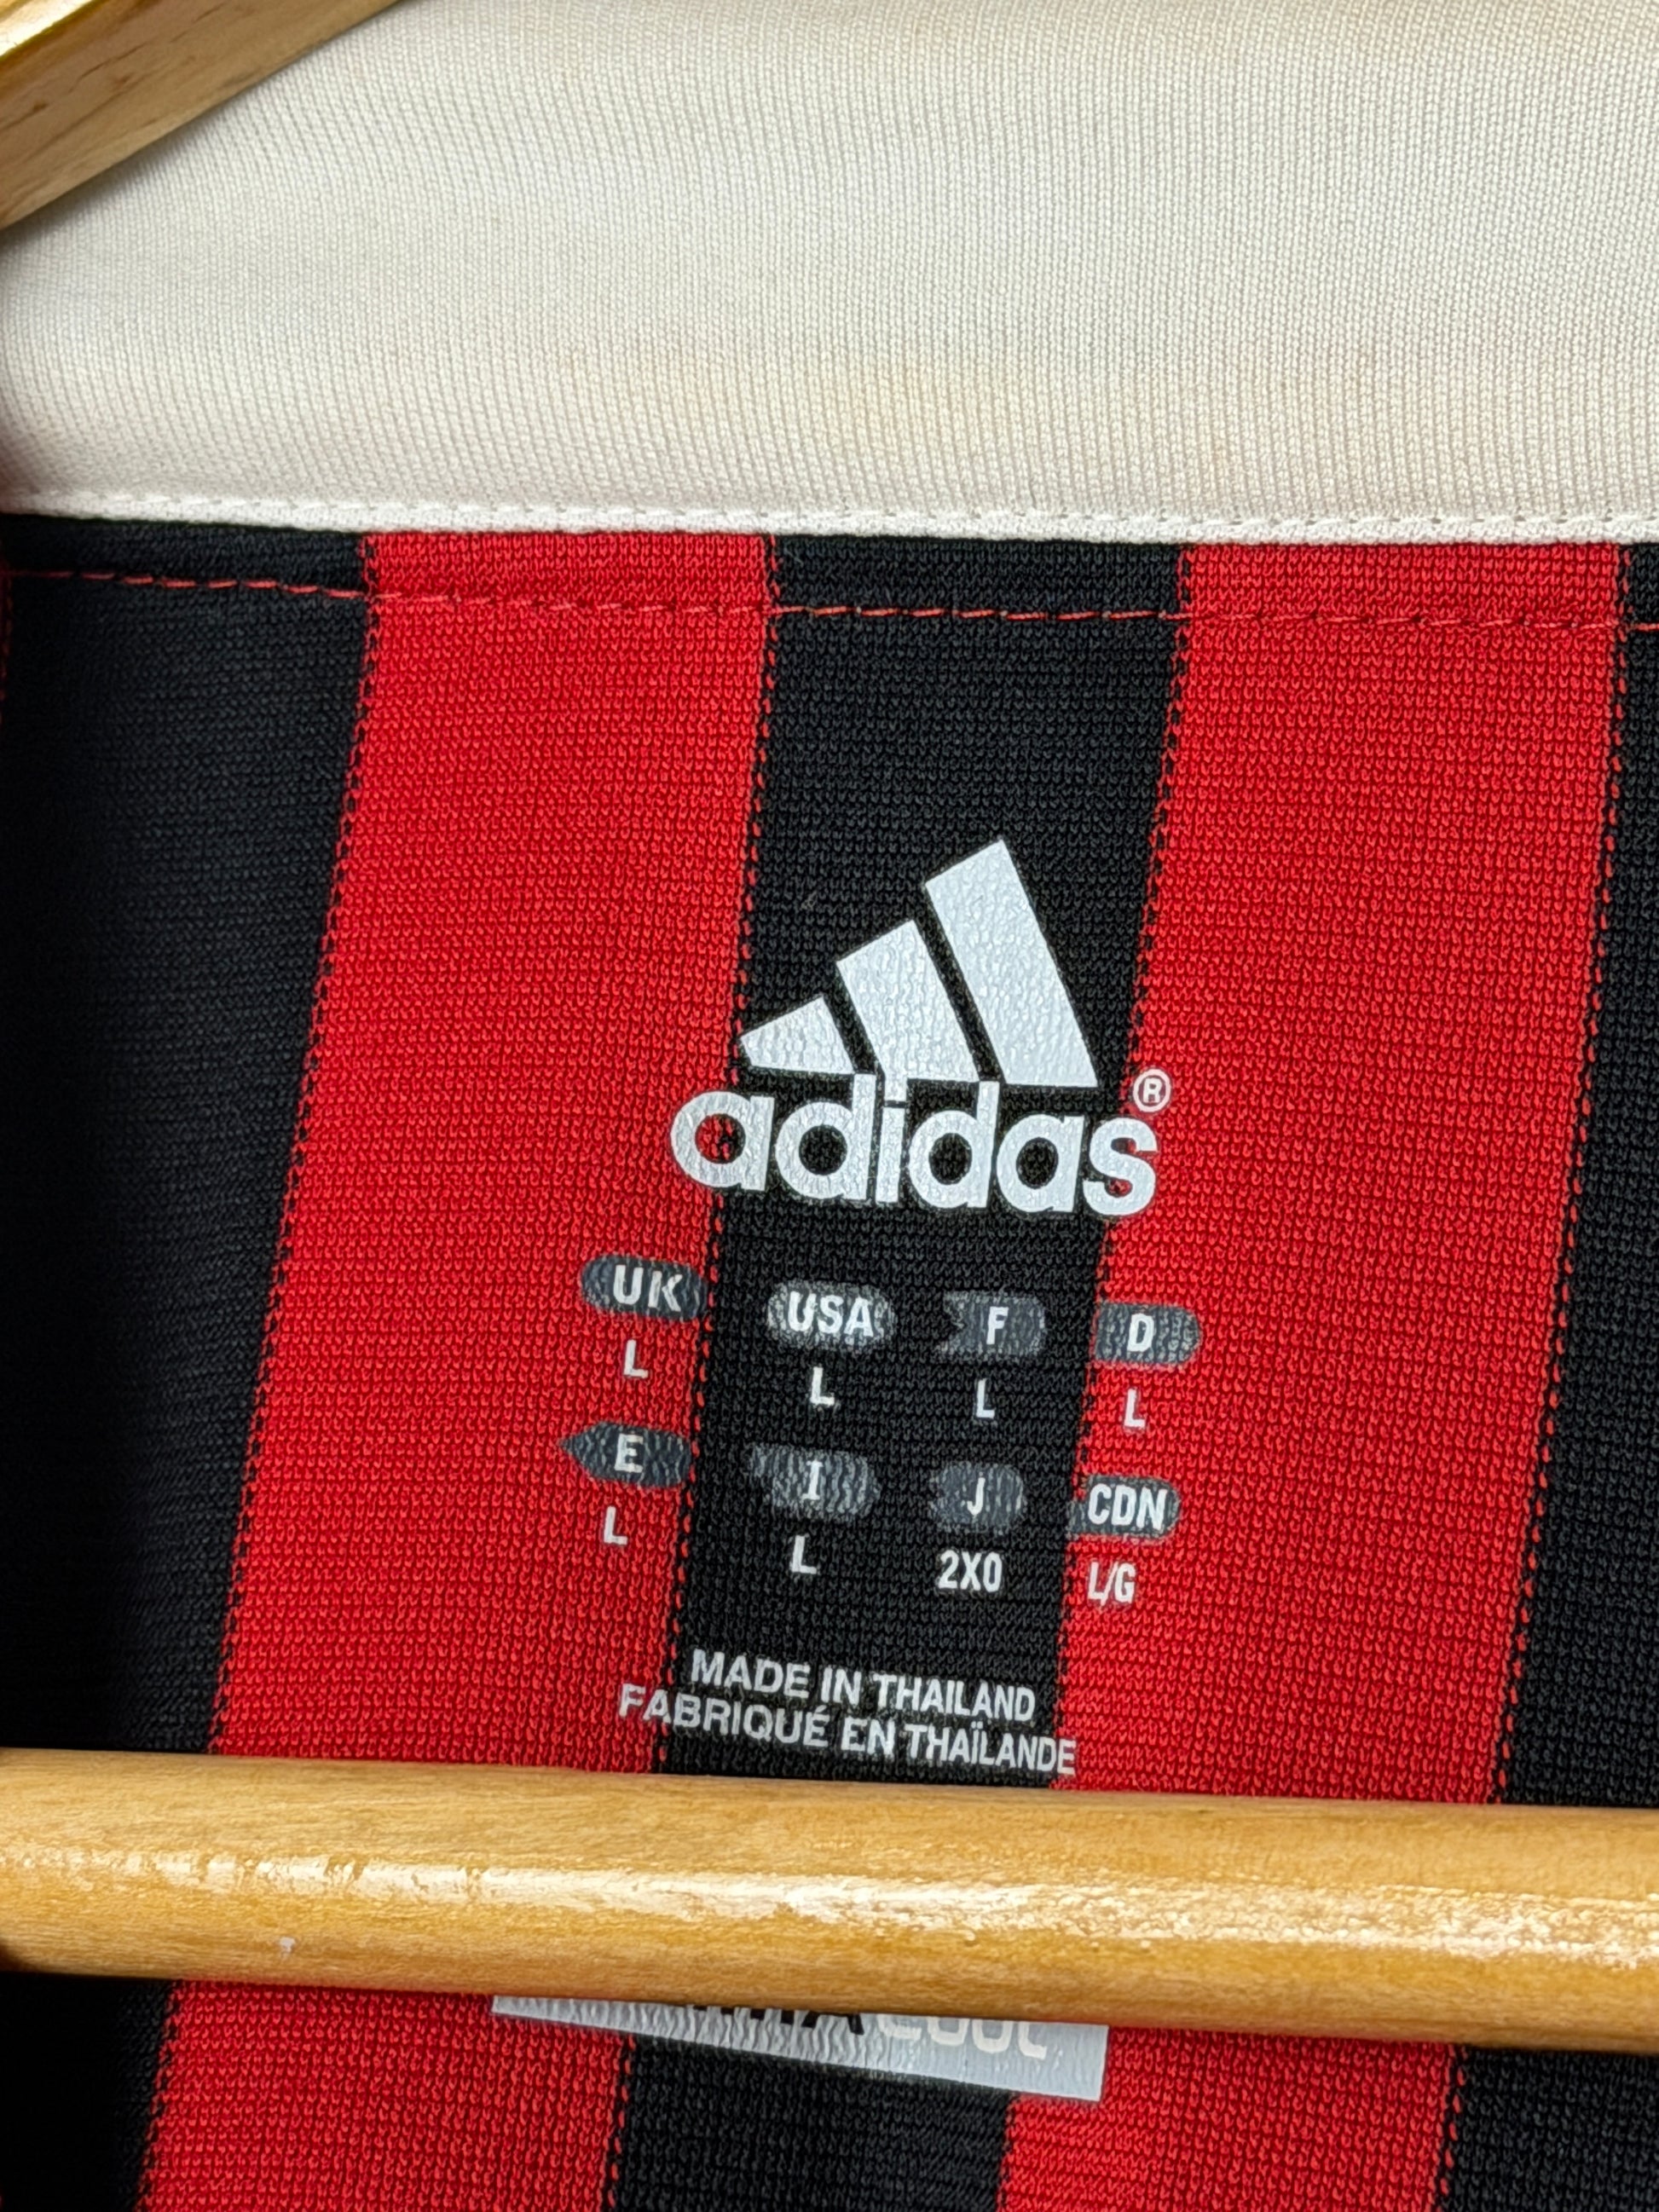 adidas®
UK USA F D
L L L L
E I J CDN
L L 2XO L/G
MADE IN THAILAND
FABRIQUÉ EN THAÏLANDE